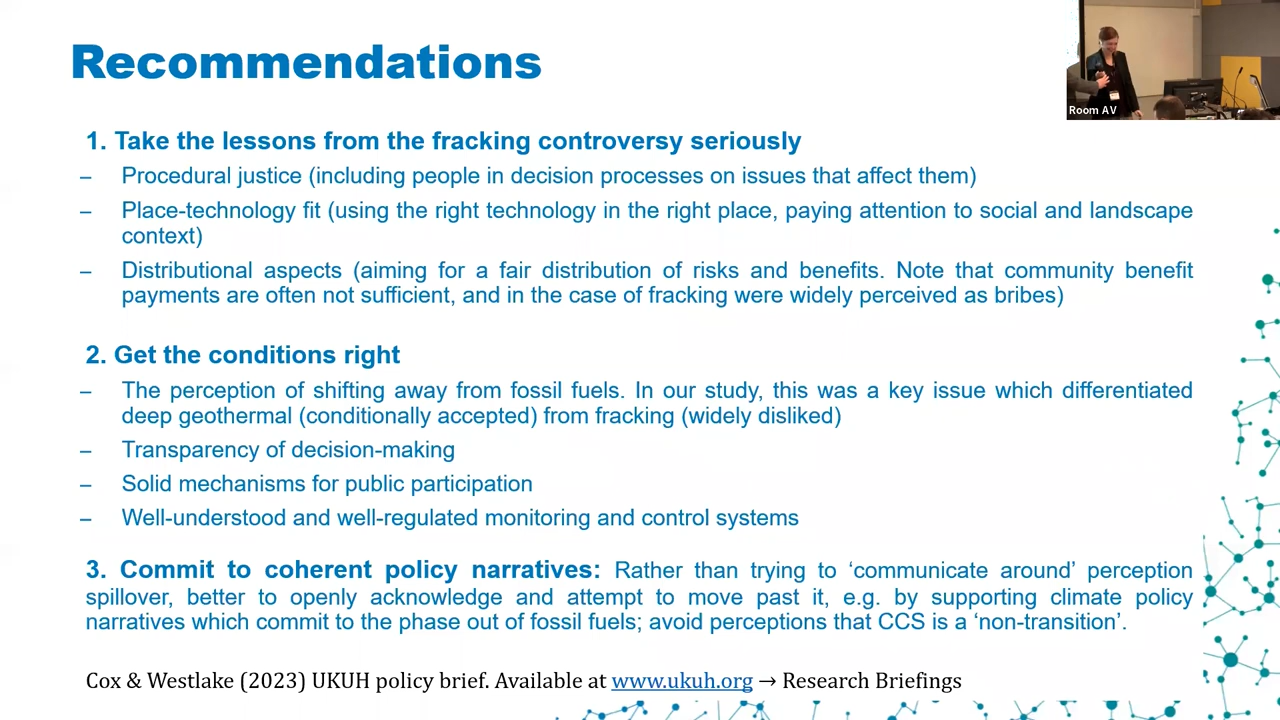 Recommendations
Room AV
1. Take the lessons from the fracking controversy seriously
– Procedural justice (including people in decision processes on issues that affect them)
– Place-technology fit (using the right technology in the right place, paying attention to social and landscape
context)
– Distributional aspects (aiming for a fair distribution of risks and benefits. Note that community benefit
payments are often not sufficient, and in the case of fracking were widely perceived as bribes)
2. Get the conditions right
– The perception of shifting away from fossil fuels. In our study, this was a key issue which differentiated
deep geothermal (conditionally accepted) from fracking (widely disliked)
– Transparency of decision-making
– Solid mechanisms for public participation
– Well-understood and well-regulated monitoring and control systems
3. Commit to coherent policy narratives: Rather than trying to ‘communicate around’ perception
spillover, better to openly acknowledge and attempt to move past it, e.g. by supporting climate policy
narratives which commit to the phase out of fossil fuels; avoid perceptions that CCS is a ‘non-transition’.
Cox & Westlake (2023) UKUH policy brief. Available at www.ukuh.org → Research Briefings